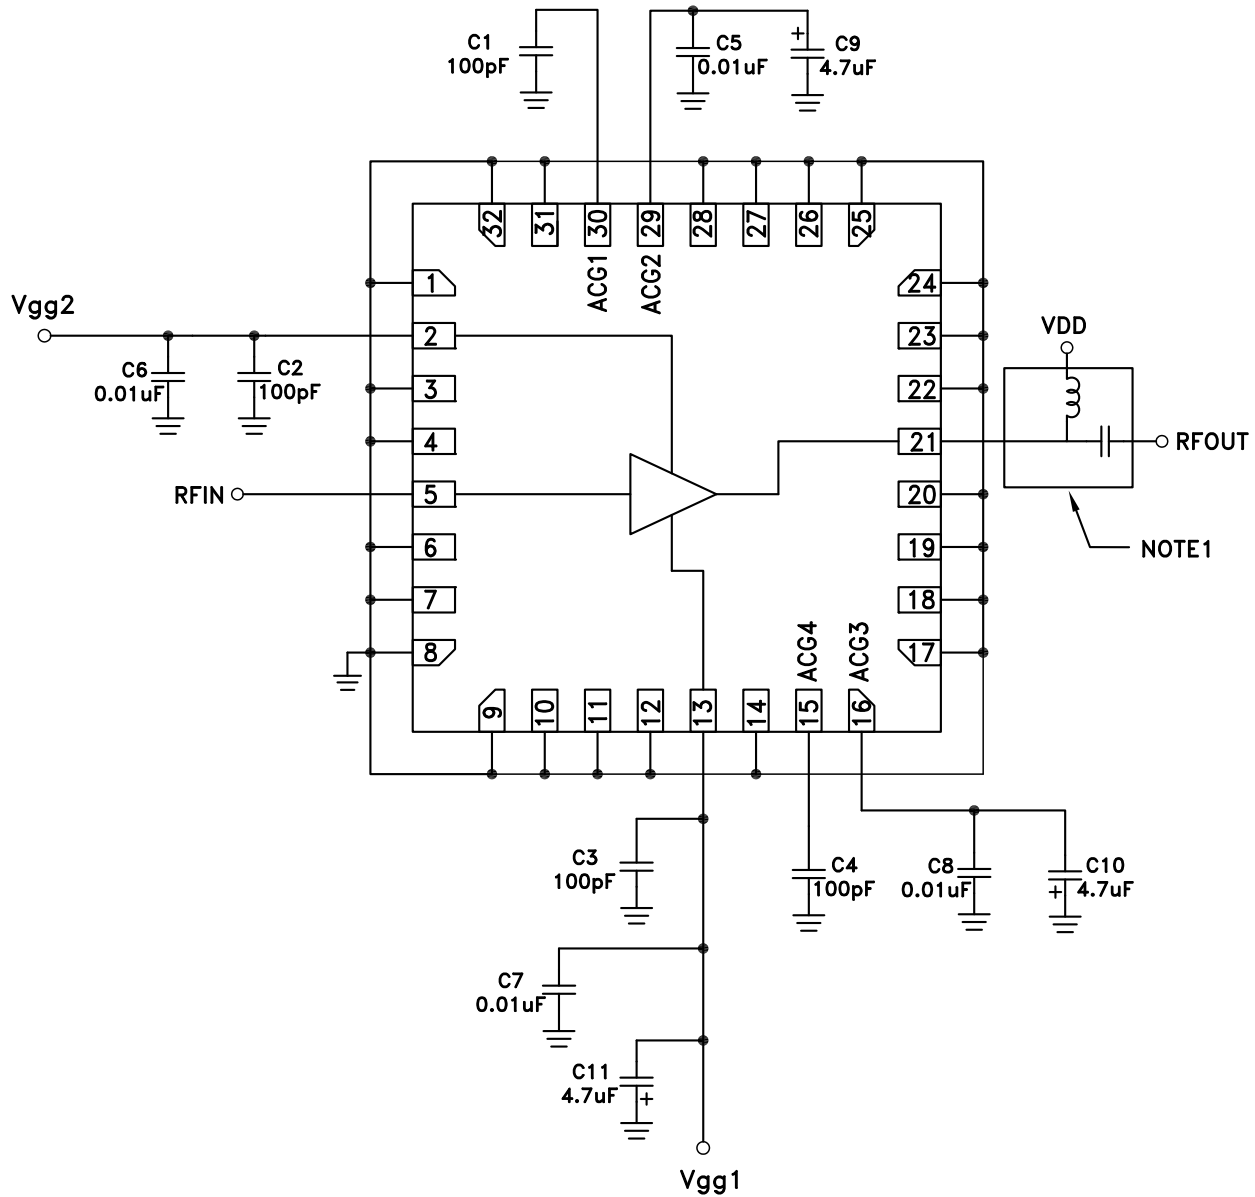 C1
100pF
C5
0.01uF
+
C9
4.7uF
32
31
30
29
28
27
26
25
ACG1
ACG2
1
2
3
4
5
6
7
8
24
23
22
21
20
19
18
17
Vgg2
C6
0.01uF
C2
100pF
RFIN
VDD
RFOUT
NOTE1
ACG4
ACG3
9
10
11
12
13
14
15
16
C3
100pF
C4
100pF
C8
0.01uF
C10
+
4.7uF
C7
0.01uF
C11
4.7uF
+
Vgg1